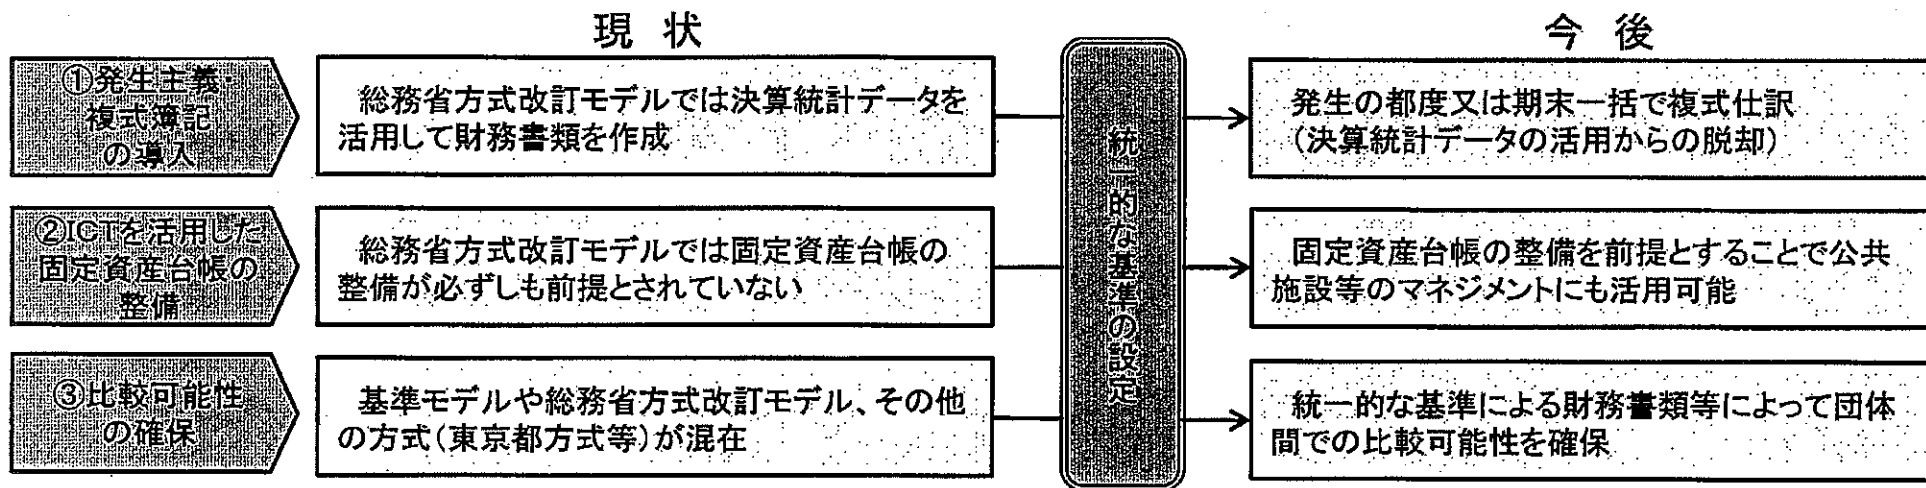 現 状
今 後
①発生主義・
複式簿記
の導入
総務省方式改訂モデルでは決算統計データを
活用して財務書類を作成
発生の都度又は期末一括で複式仕訳
（決算統計データの活用からの脱却）
②ICTを活用した
固定資産台帳の
整備
総務省方式改訂モデルでは固定資産台帳の
整備が必ずしも前提とされていない
統一的な基準の設定
固定資産台帳の整備を前提とすることで公共
施設等のマネジメントにも活用可能
③比較可能性
の確保
基準モデルや総務省方式改訂モデル、その他
の方式（東京都方式等）が混在
統一的な基準による財務書類等によって団体
間での比較可能性を確保